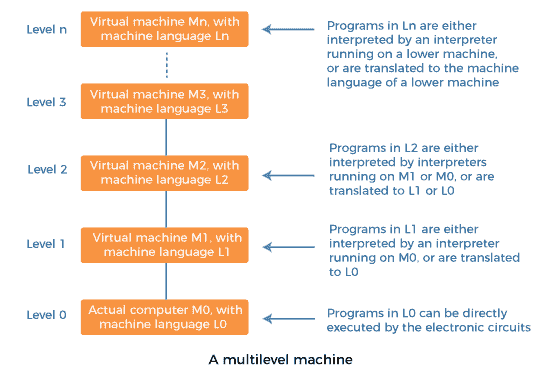 Level n
Virtual machine Mn, with
machine language Ln
Programs in Ln are either
interpreted by an interpreter
running on a lower machine,
or are translated to the machine
language of a lower machine
Level 3
Virtual machine M3, with
machine language L3
Level 2
Virtual machine M2, with
machine language L2
Programs in L2 are either
interpreted by interpreters
running on M1 or M0, or are
translated to L1 or L0
Level 1
Virtual machine M1, with
machine language L1
Programs in L1 are either
interpreted by an interpreter
running on M0, or are translated
to L0
Level 0
Actual computer M0, with
machine language L0
Programs in L0 can be directly
executed by the electronic circuits
A multilevel machine